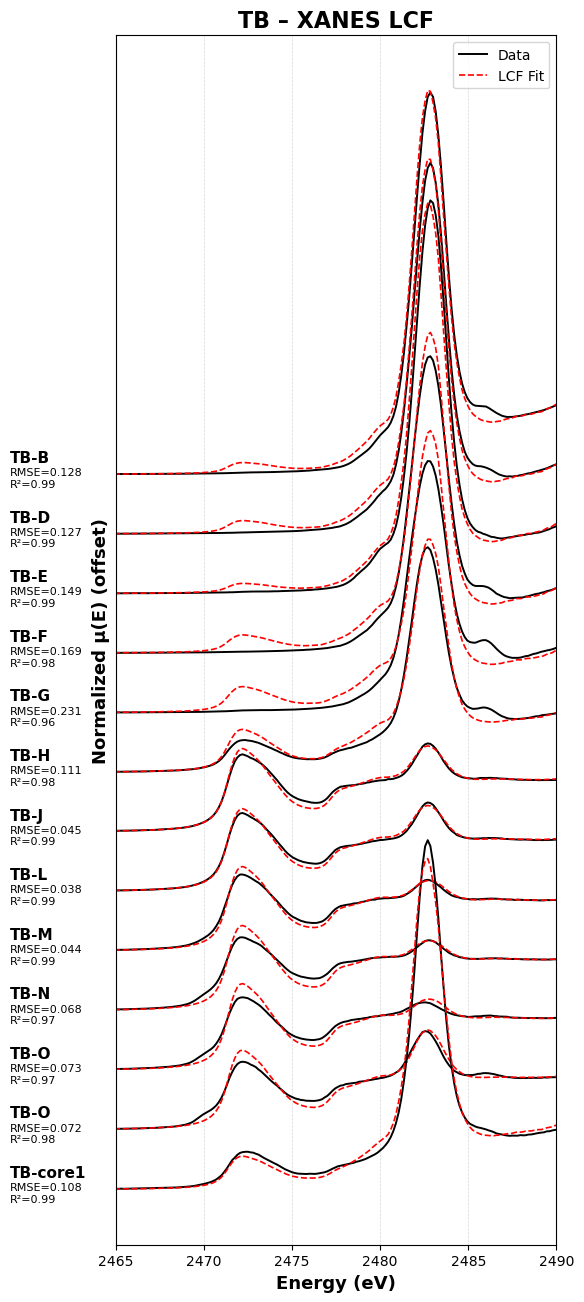 TB – XANES LCF
Data
LCF Fit
TB-B
RMSE=0.128
R²=0.99
TB-D
RMSE=0.127
R²=0.99
TB-E
RMSE=0.149
R²=0.99
TB-F
RMSE=0.169
R²=0.98
TB-G
RMSE=0.231
R²=0.96
TB-H
RMSE=0.111
R²=0.98
TB-J
RMSE=0.045
R²=0.99
TB-L
RMSE=0.038
R²=0.99
TB-M
RMSE=0.044
R²=0.99
TB-N
RMSE=0.068
R²=0.97
TB-O
RMSE=0.073
R²=0.97
TB-O
RMSE=0.072
R²=0.98
TB-core1
RMSE=0.108
R²=0.99
Normalized μ(E) (offset)
2465 2470 2475 2480 2485 2490
Energy (eV)